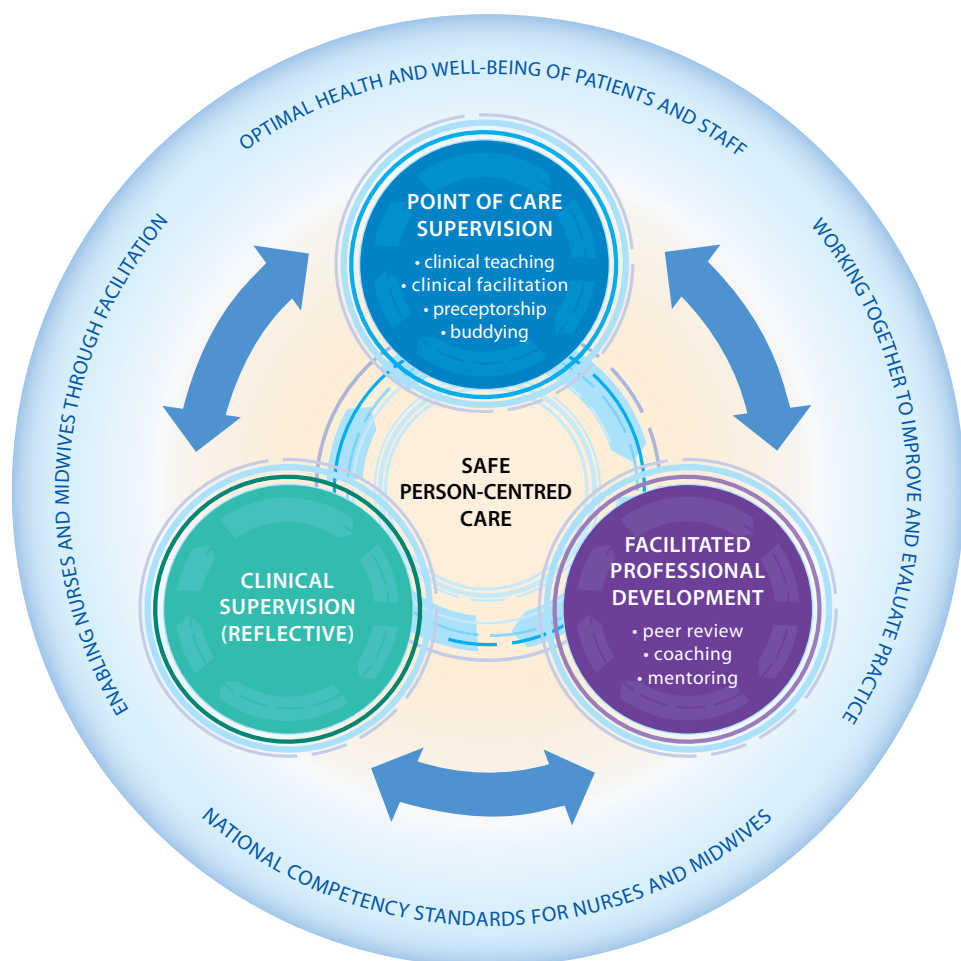 OPTIMAL HEALTH AND WELL-BEING OF PATIENTS AND STAFF
WORKING TOGETHER TO IMPROVE AND EVALUATE PRACTICE
ENABLING NURSES AND MIDWIVES THROUGH FACILITATION
POINT OF CARE
SUPERVISION
• clinical teaching
• clinical facilitation
• preceptorship
• buddying
SAFE
PERSON-CENTRED
CARE
CLINICAL
SUPERVISION
(REFLECTIVE)
FACILITATED
PROFESSIONAL
DEVELOPMENT
• peer review
• coaching
• mentoring
NATIONAL COMPETENCY STANDARDS FOR NURSES AND MIDWIVES